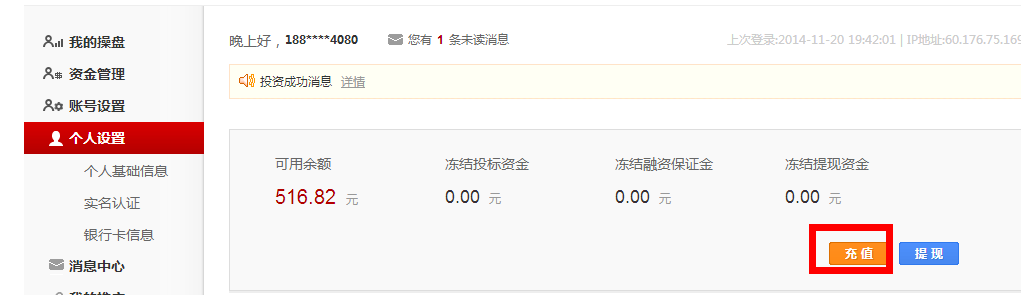 我的操盘
资金管理
账号设置
个人设置
个人基础信息
实名认证
银行卡信息
消息中心
晚上好，188****4080 您有 1 条未读消息
上次登录:2014-11-20 19:42:01 | IP地址:60.176.75.169
投资成功消息 详情
可用余额 冻结投标资金 冻结融资保证金 冻结提现资金
516.82 元 0.00 元 0.00 元 0.00 元
充 值 提 现